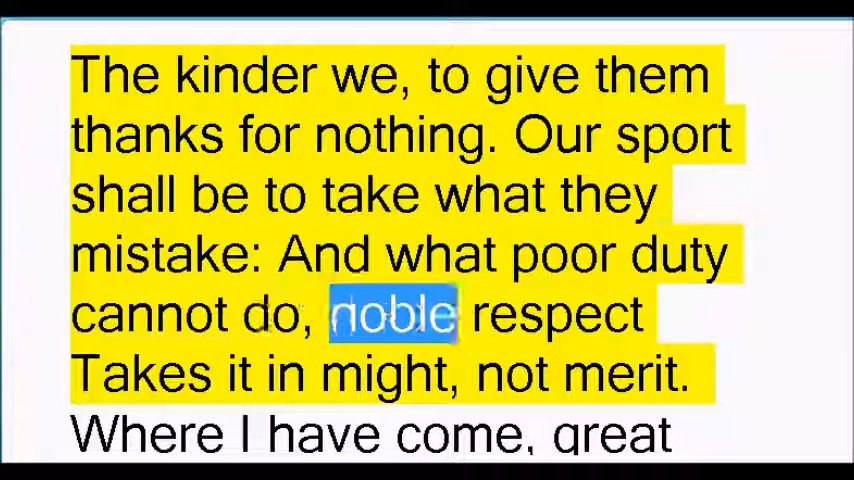 The kinder we, to give them
thanks for nothing. Our sport
shall be to take what they
mistake: And what poor duty
cannot do, noble respect
Takes it in might, not merit.
Where I have come, great